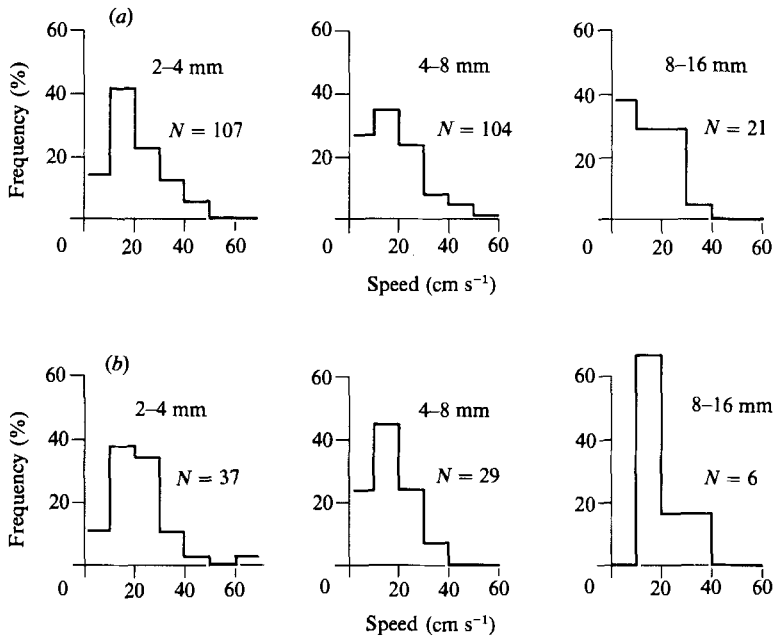 (a)
60
40
20
0
Frequency (%)
2–4 mm
N = 107
20 40 60
60
40
20
0
4–8 mm
N = 104
20 40 60
60
40
20
0
8–16 mm
N = 21
20 40 60
Speed (cm s⁻¹)
(b)
60
40
20
0
Frequency (%)
2–4 mm
N = 37
20 40 60
60
40
20
0
4–8 mm
N = 29
20 40 60
60
40
20
0
8–16 mm
N = 6
20 40 60
Speed (cm s⁻¹)